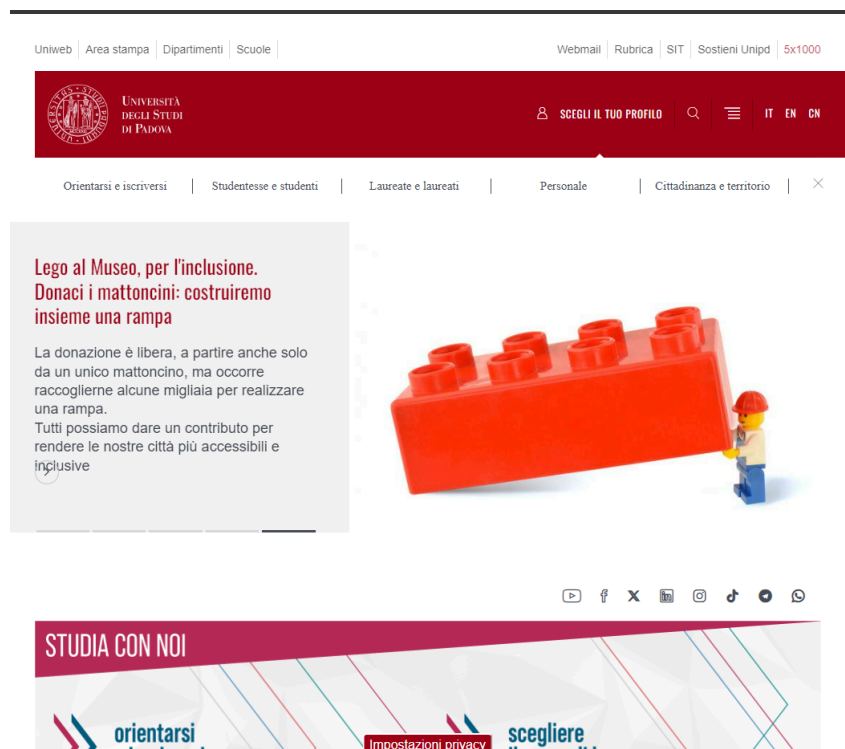 Uniweb Area stampa Dipartimenti Scuole
Webmail Rubrica SIT Sostieni Unipd 5x1000
UNIVERSITÀ
DEGLI STUDI
DI PADOVA
SCEGLI IL TUO PROFILO
IT EN CN
Orientarsi e iscriversi Studentesse e studenti Laureate e laureati Personale Cittadinanza e territorio
Lego al Museo, per l'inclusione.
Donaci i mattoncini: costruiremo
insieme una rampa
La donazione è libera, a partire anche solo
da un unico mattoncino, ma occorre
raccoglierne alcune migliaia per realizzare
una rampa.
Tutti possiamo dare un contributo per
rendere le nostre città più accessibili e
inclusive
STUDIA CON NOI
orientarsi
scegliere
Impostazioni privacy